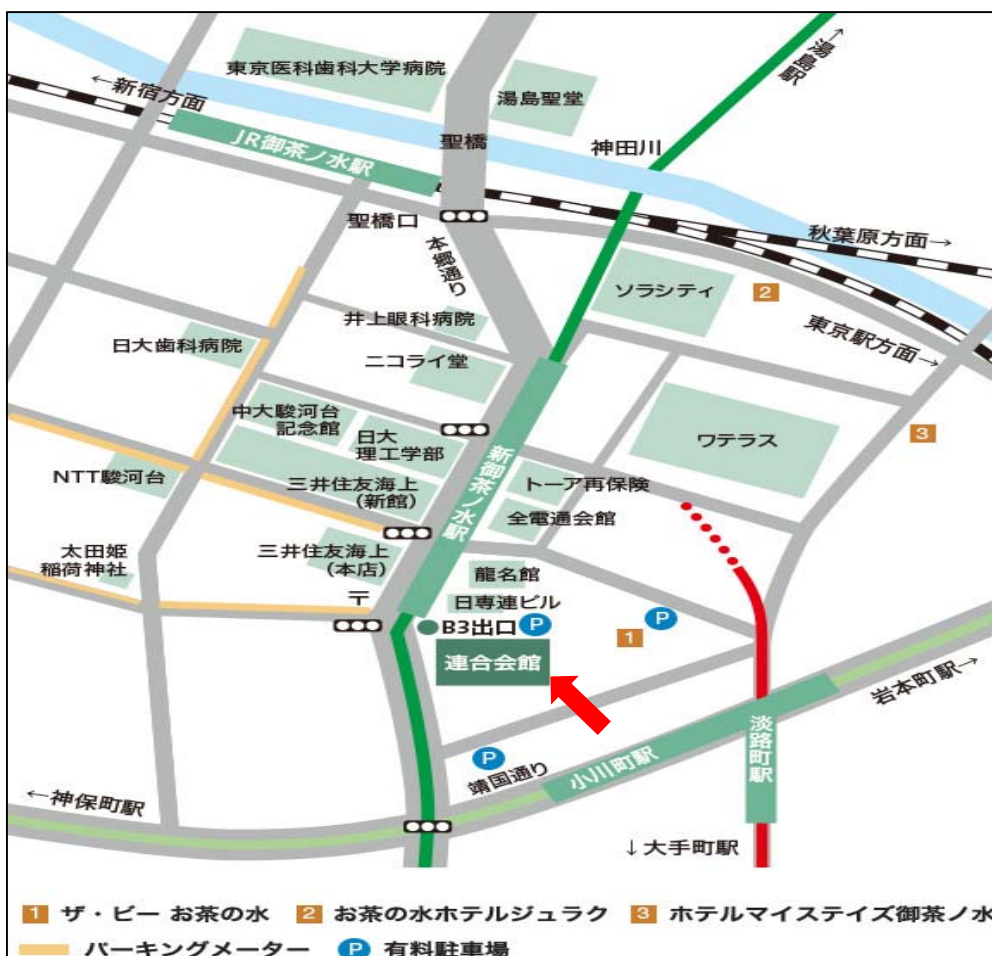 東京医科歯科大学病院
←新宿方面
湯島聖堂
→湯島駅
JR御茶ノ水駅
聖橋
神田川
聖橋口
本郷通り
秋葉原方面→
ソラシティ
2
井上眼科病院
東京駅方面→
日大歯科病院
ニコライ堂
中大駿河台
記念館
日大
理工学部
3
ワテラス
新御茶ノ水駅
NTT駿河台
三井住友海上
(新館)
トーア再保険
全電通会館
太田姫
稲荷神社
三井住友海上
(本店)
龍名館
〒
日専連ビル
B3出口
P
P
1
連合会館
岩本町駅→
淡路町駅
P
靖国通り
小川町駅
←神保町駅
↓大手町駅
1 ザ・ビー お茶の水 2 お茶の水ホテルジュラク 3 ホテルマイステイズ御茶ノ水
パーキングメーター P 有料駐車場